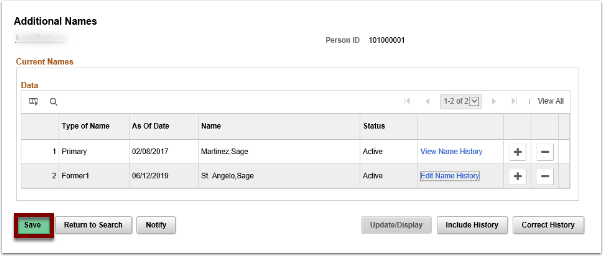 Additional Names
Person ID 101000001
Current Names
Data
1-2 of 2 View All
Type of Name As Of Date Name Status
1 Primary 02/08/2017 Martinez,Sage Active View Name History + −
2 Former1 06/12/2019 St. Angelo,Sage Active Edit Name History + −
Save Return to Search Notify Update/Display Include History Correct History